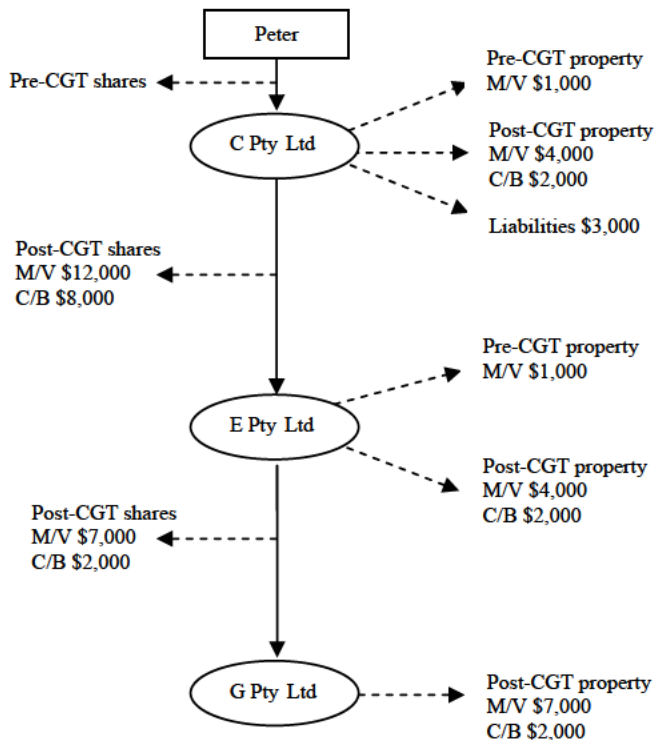 Peter
Pre-CGT shares
Pre-CGT property
M/V $1,000
C Pty Ltd
Post-CGT property
M/V $4,000
C/B $2,000
Liabilities $3,000
Post-CGT shares
M/V $12,000
C/B $8,000
Pre-CGT property
M/V $1,000
E Pty Ltd
Post-CGT property
M/V $4,000
C/B $2,000
Post-CGT shares
M/V $7,000
C/B $2,000
G Pty Ltd
Post-CGT property
M/V $7,000
C/B $2,000